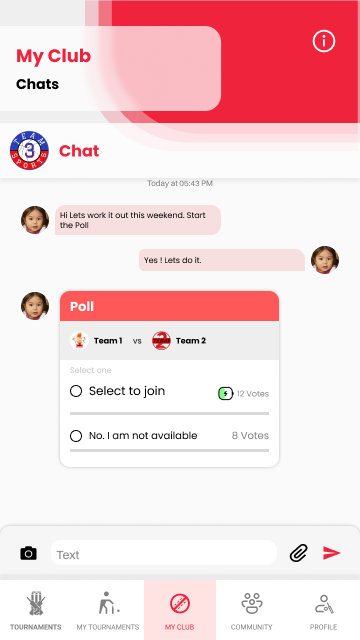 My Club
Chats
TEAM
3
SPORTS
Chat
Today at 05:43 PM
Hi Lets work it out this weekend. Start
the Poll
Yes ! Lets do it.
Poll
Team 1 vs Team 2
Select one
Select to join 12 Votes
No. I am not available 8 Votes
Text
TOURNAMENTS MY TOURNAMENTS MY CLUB COMMUNITY PROFILE